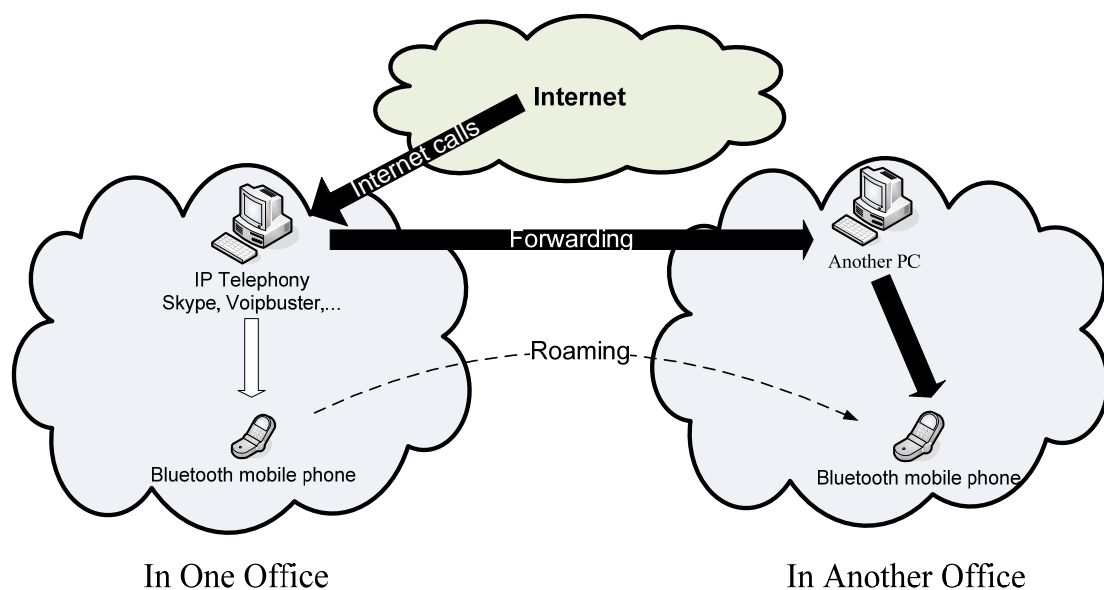 Internet
Internet calls
Forwarding
IP Telephony
Skype, Voipbuster,...
Another PC
Roaming
Bluetooth mobile phone
Bluetooth mobile phone
In One Office
In Another Office